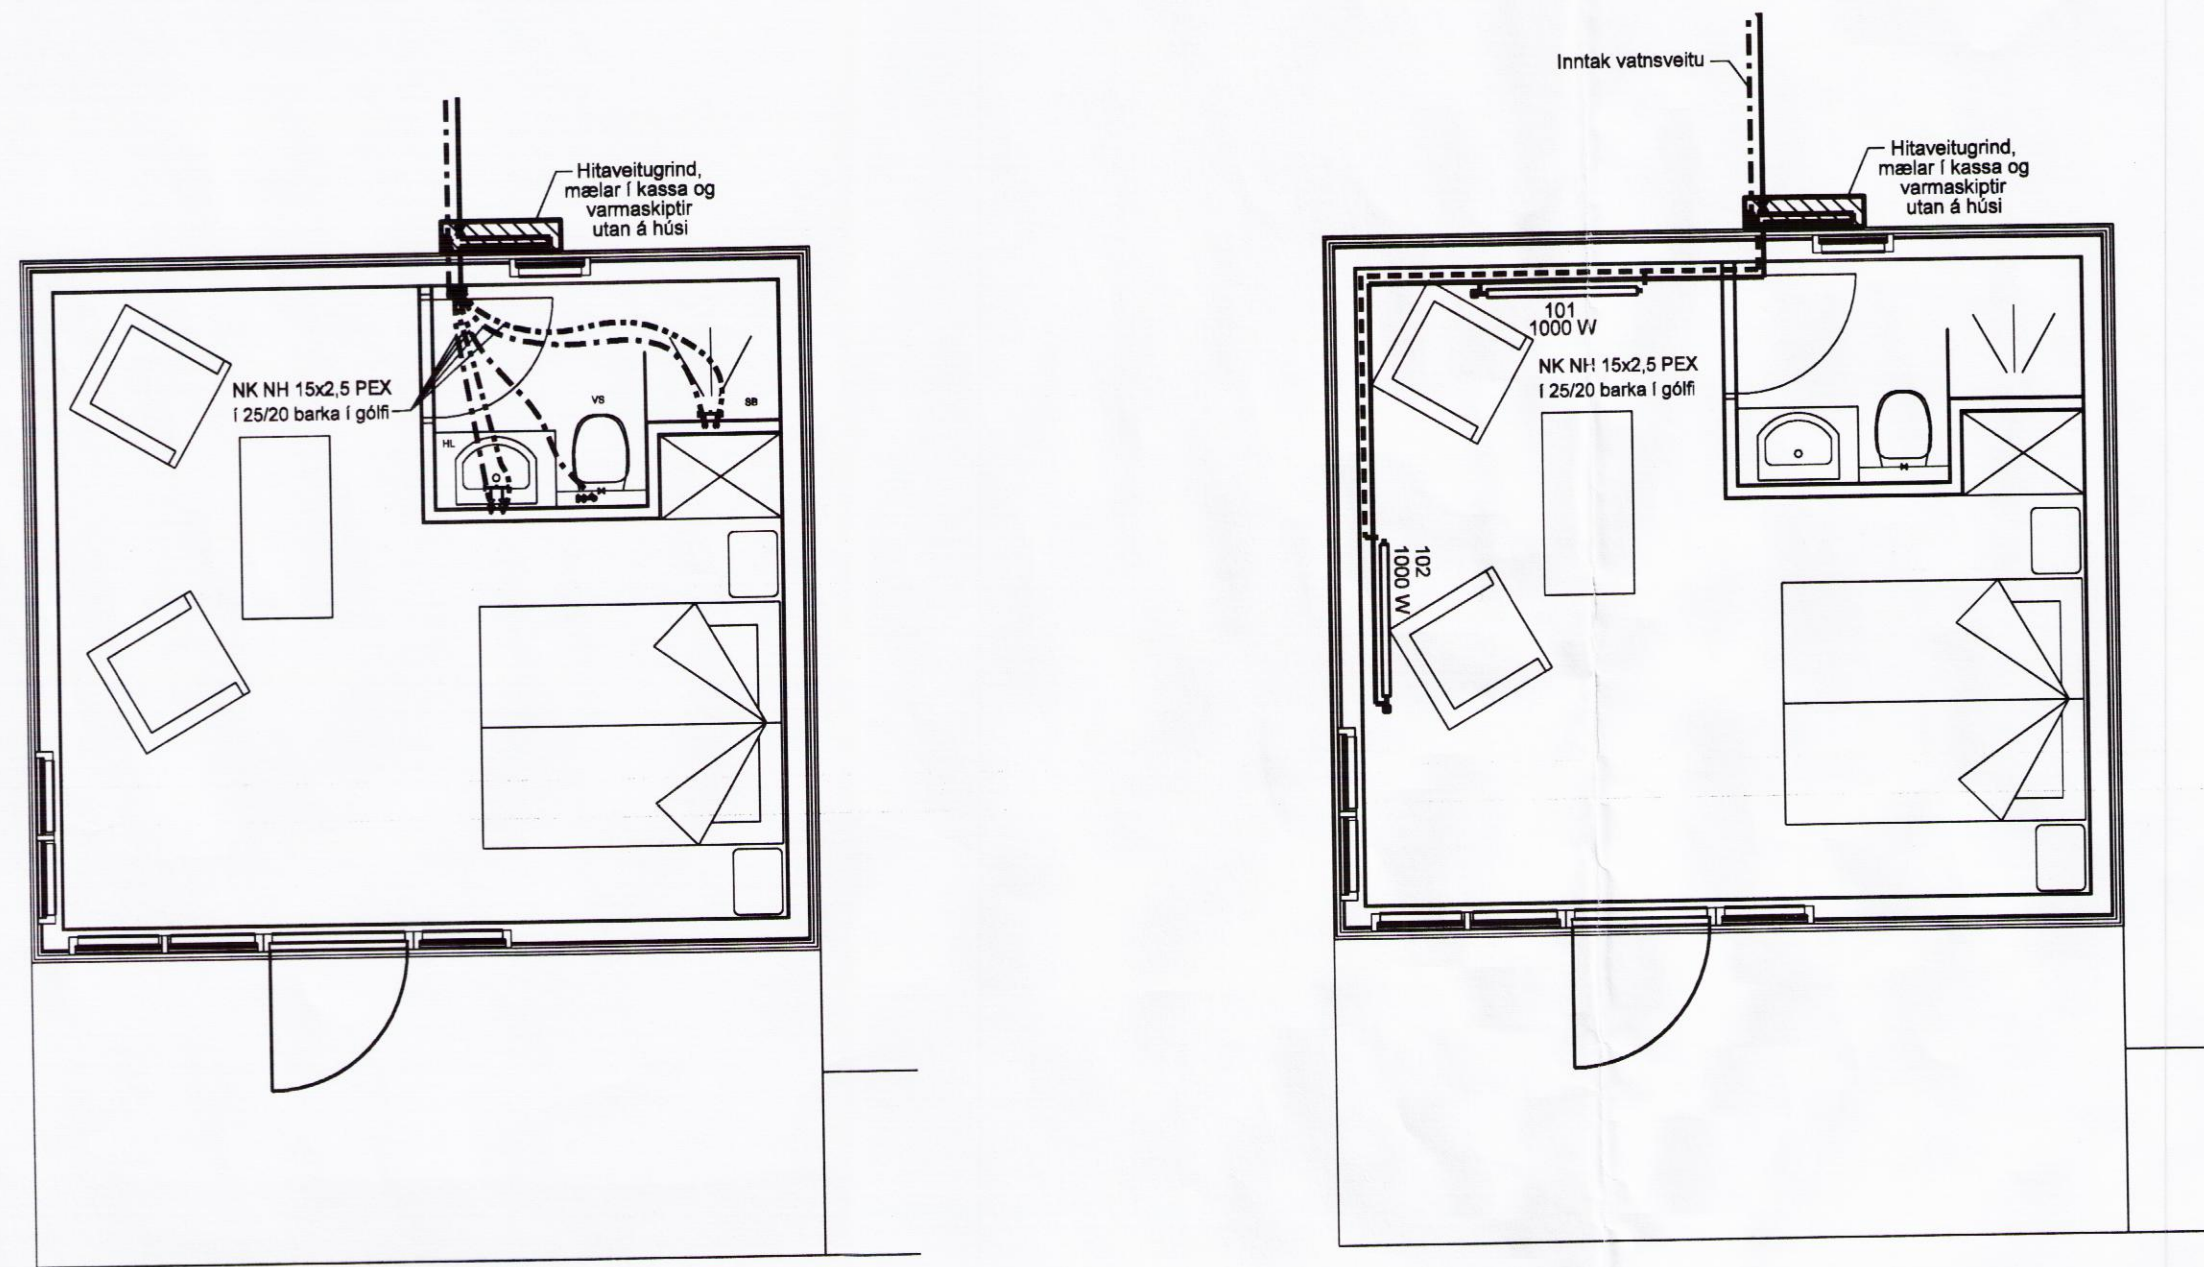 Hitaveitugrind,
mælar í kassa og
varmaskiptir
utan á húsi
NK NH 15x2,5 PEX
í 25/20 barka í gólfi
VS
SB
HL
Inntak vatnsveitu
Hitaveitugrind,
mælar í kassa og
varmaskiptir
utan á húsi
101
1000 W
NK NH 15x2,5 PEX
í 25/20 barka í gólfi
102
1000 W